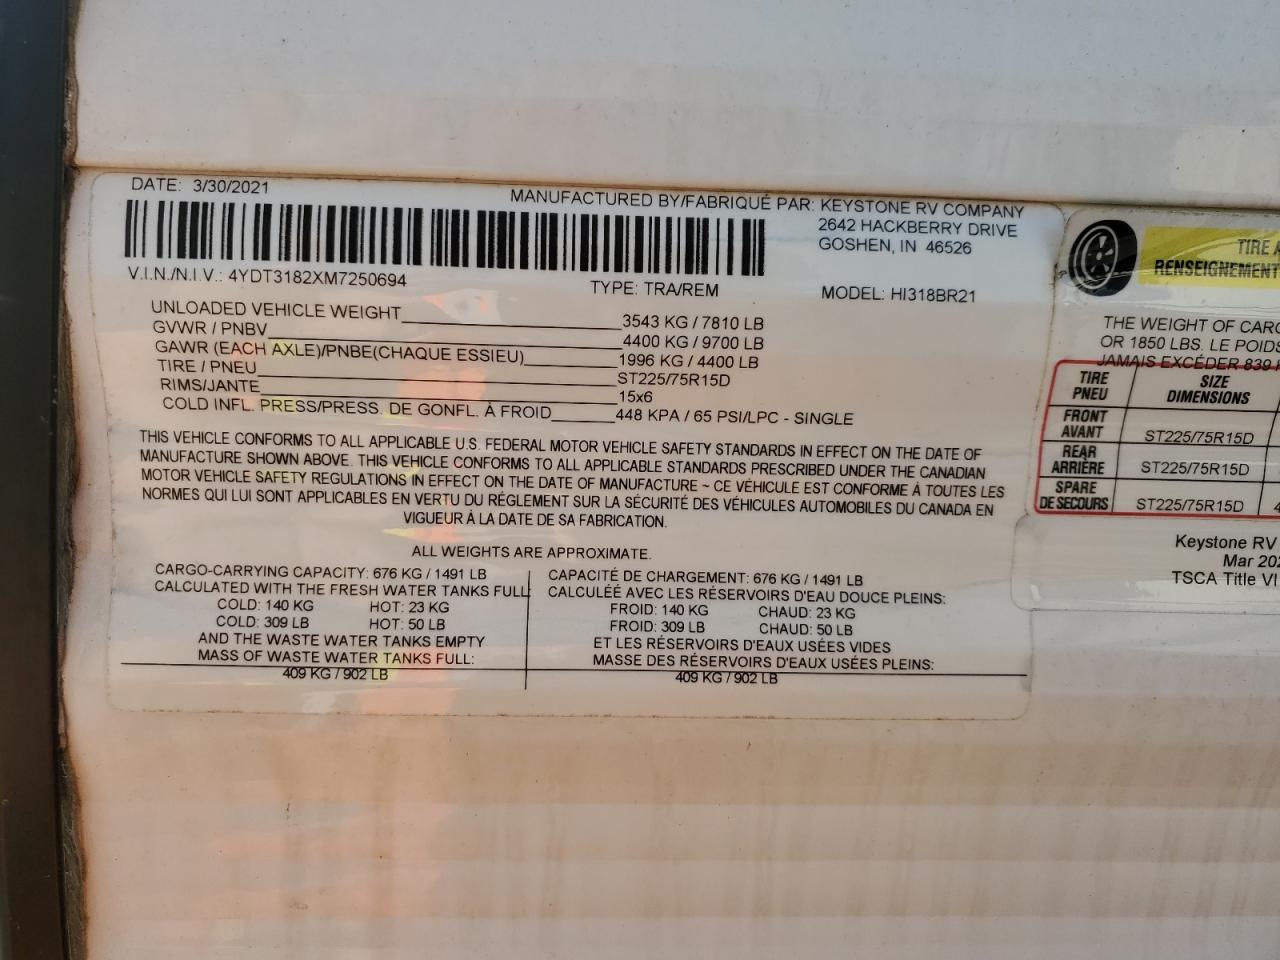 DATE: 3/30/2021
MANUFACTURED BY/FABRIQUÉ PAR: KEYSTONE RV COMPANY
2642 HACKBERRY DRIVE
GOSHEN, IN 46526
V.I.N./N.I.V.: 4YDT3182XM7250694
TYPE: TRA/REM
MODEL: HI318BR21
UNLOADED VEHICLE WEIGHT 3543 KG / 7810 LB
GVWR / PNBV 4400 KG / 9700 LB
GAWR (EACH AXLE)/PNBE(CHAQUE ESSIEU) 1996 KG / 4400 LB
TIRE / PNEU ST225/75R15D
RIMS/JANTE 15x6
COLD INFL. PRESS/PRESS. DE GONFL. À FROID 448 KPA / 65 PSI/LPC - SINGLE
THIS VEHICLE CONFORMS TO ALL APPLICABLE U.S. FEDERAL MOTOR VEHICLE SAFETY STANDARDS IN EFFECT ON THE DATE OF
MANUFACTURE SHOWN ABOVE. THIS VEHICLE CONFORMS TO ALL APPLICABLE STANDARDS PRESCRIBED UNDER THE CANADIAN
MOTOR VEHICLE SAFETY REGULATIONS IN EFFECT ON THE DATE OF MANUFACTURE ~ CE VÉHICULE EST CONFORME À TOUTES LES
NORMES QUI LUI SONT APPLICABLES EN VERTU DU RÉGLEMENT SUR LA SÉCURITÉ DES VÉHICULES AUTOMOBILES DU CANADA EN
VIGUEUR À LA DATE DE SA FABRICATION.
ALL WEIGHTS ARE APPROXIMATE.
CARGO-CARRYING CAPACITY: 676 KG / 1491 LB
CALCULATED WITH THE FRESH WATER TANKS FULL:
COLD: 140 KG HOT: 23 KG
COLD: 309 LB HOT: 50 LB
AND THE WASTE WATER TANKS EMPTY
MASS OF WASTE WATER TANKS FULL:
409 KG / 902 LB
CAPACITÉ DE CHARGEMENT: 676 KG / 1491 LB
CALCULÉE AVEC LES RÉSERVOIRS D'EAU DOUCE PLEINS:
FROID: 140 KG CHAUD: 23 KG
FROID: 309 LB CHAUD: 50 LB
ET LES RÉSERVOIRS D'EAUX USÉES VIDES
MASSE DES RÉSERVOIRS D'EAUX USÉES PLEINS:
409 KG / 902 LB
TIRE
RENSEIGNEMENT
THE WEIGHT OF
OR 1850 LBS. LE POIDS
JAMAIS EXCÉDER 839
TIRE SIZE
PNEU DIMENSIONS
FRONT
AVANT ST225/75R15D
REAR
ARRIÈRE ST225/75R15D
SPARE
DE SECOURS ST225/75R15D
Keystone RV
Mar
TSCA Title VI